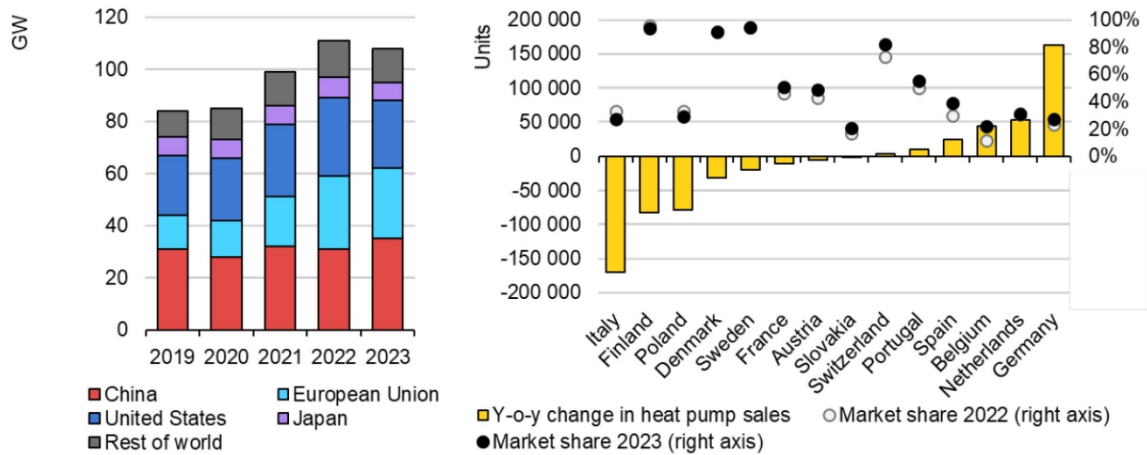 GW
120
100
80
60
40
20
0
2019 2020 2021 2022 2023
China European Union
United States Japan
Rest of world
Units
200 000
150 000
100 000
50 000
0
-50 000
-100 000
-150 000
-200 000
100%
80%
60%
40%
20%
0%
Italy
Finland
Poland
Denmark
Sweden
France
Austria
Slovakia
Switzerland
Portugal
Spain
Belgium
Netherlands
Germany
Y-o-y change in heat pump sales Market share 2022 (right axis)
Market share 2023 (right axis)